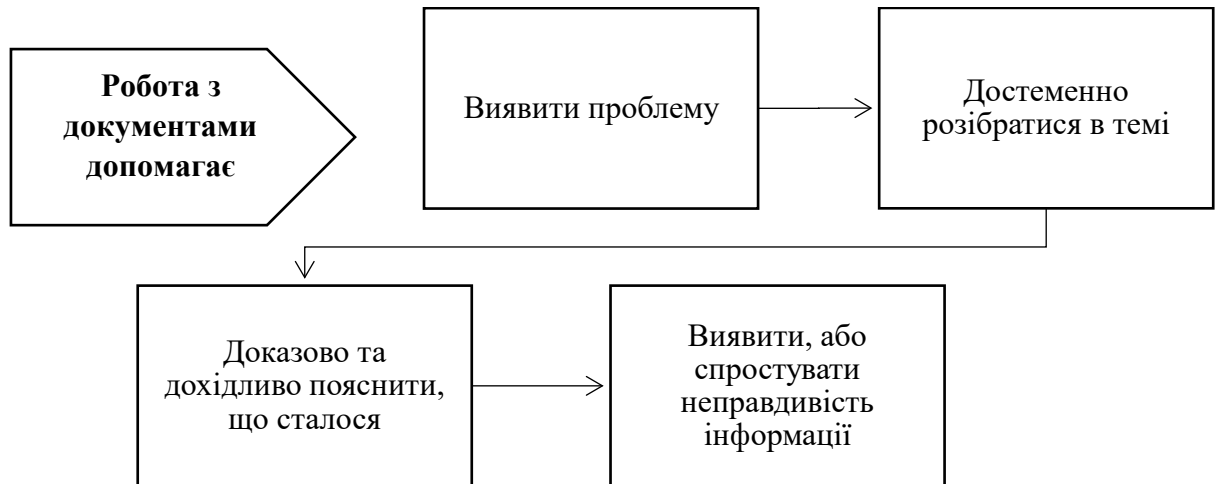 Робота з
документами
допомагає
Виявити проблему
Достеменно
розібратися в темі
Доказово та
дохідливо пояснити,
що сталося
Виявити, або
спростувати
неправдивість
інформації